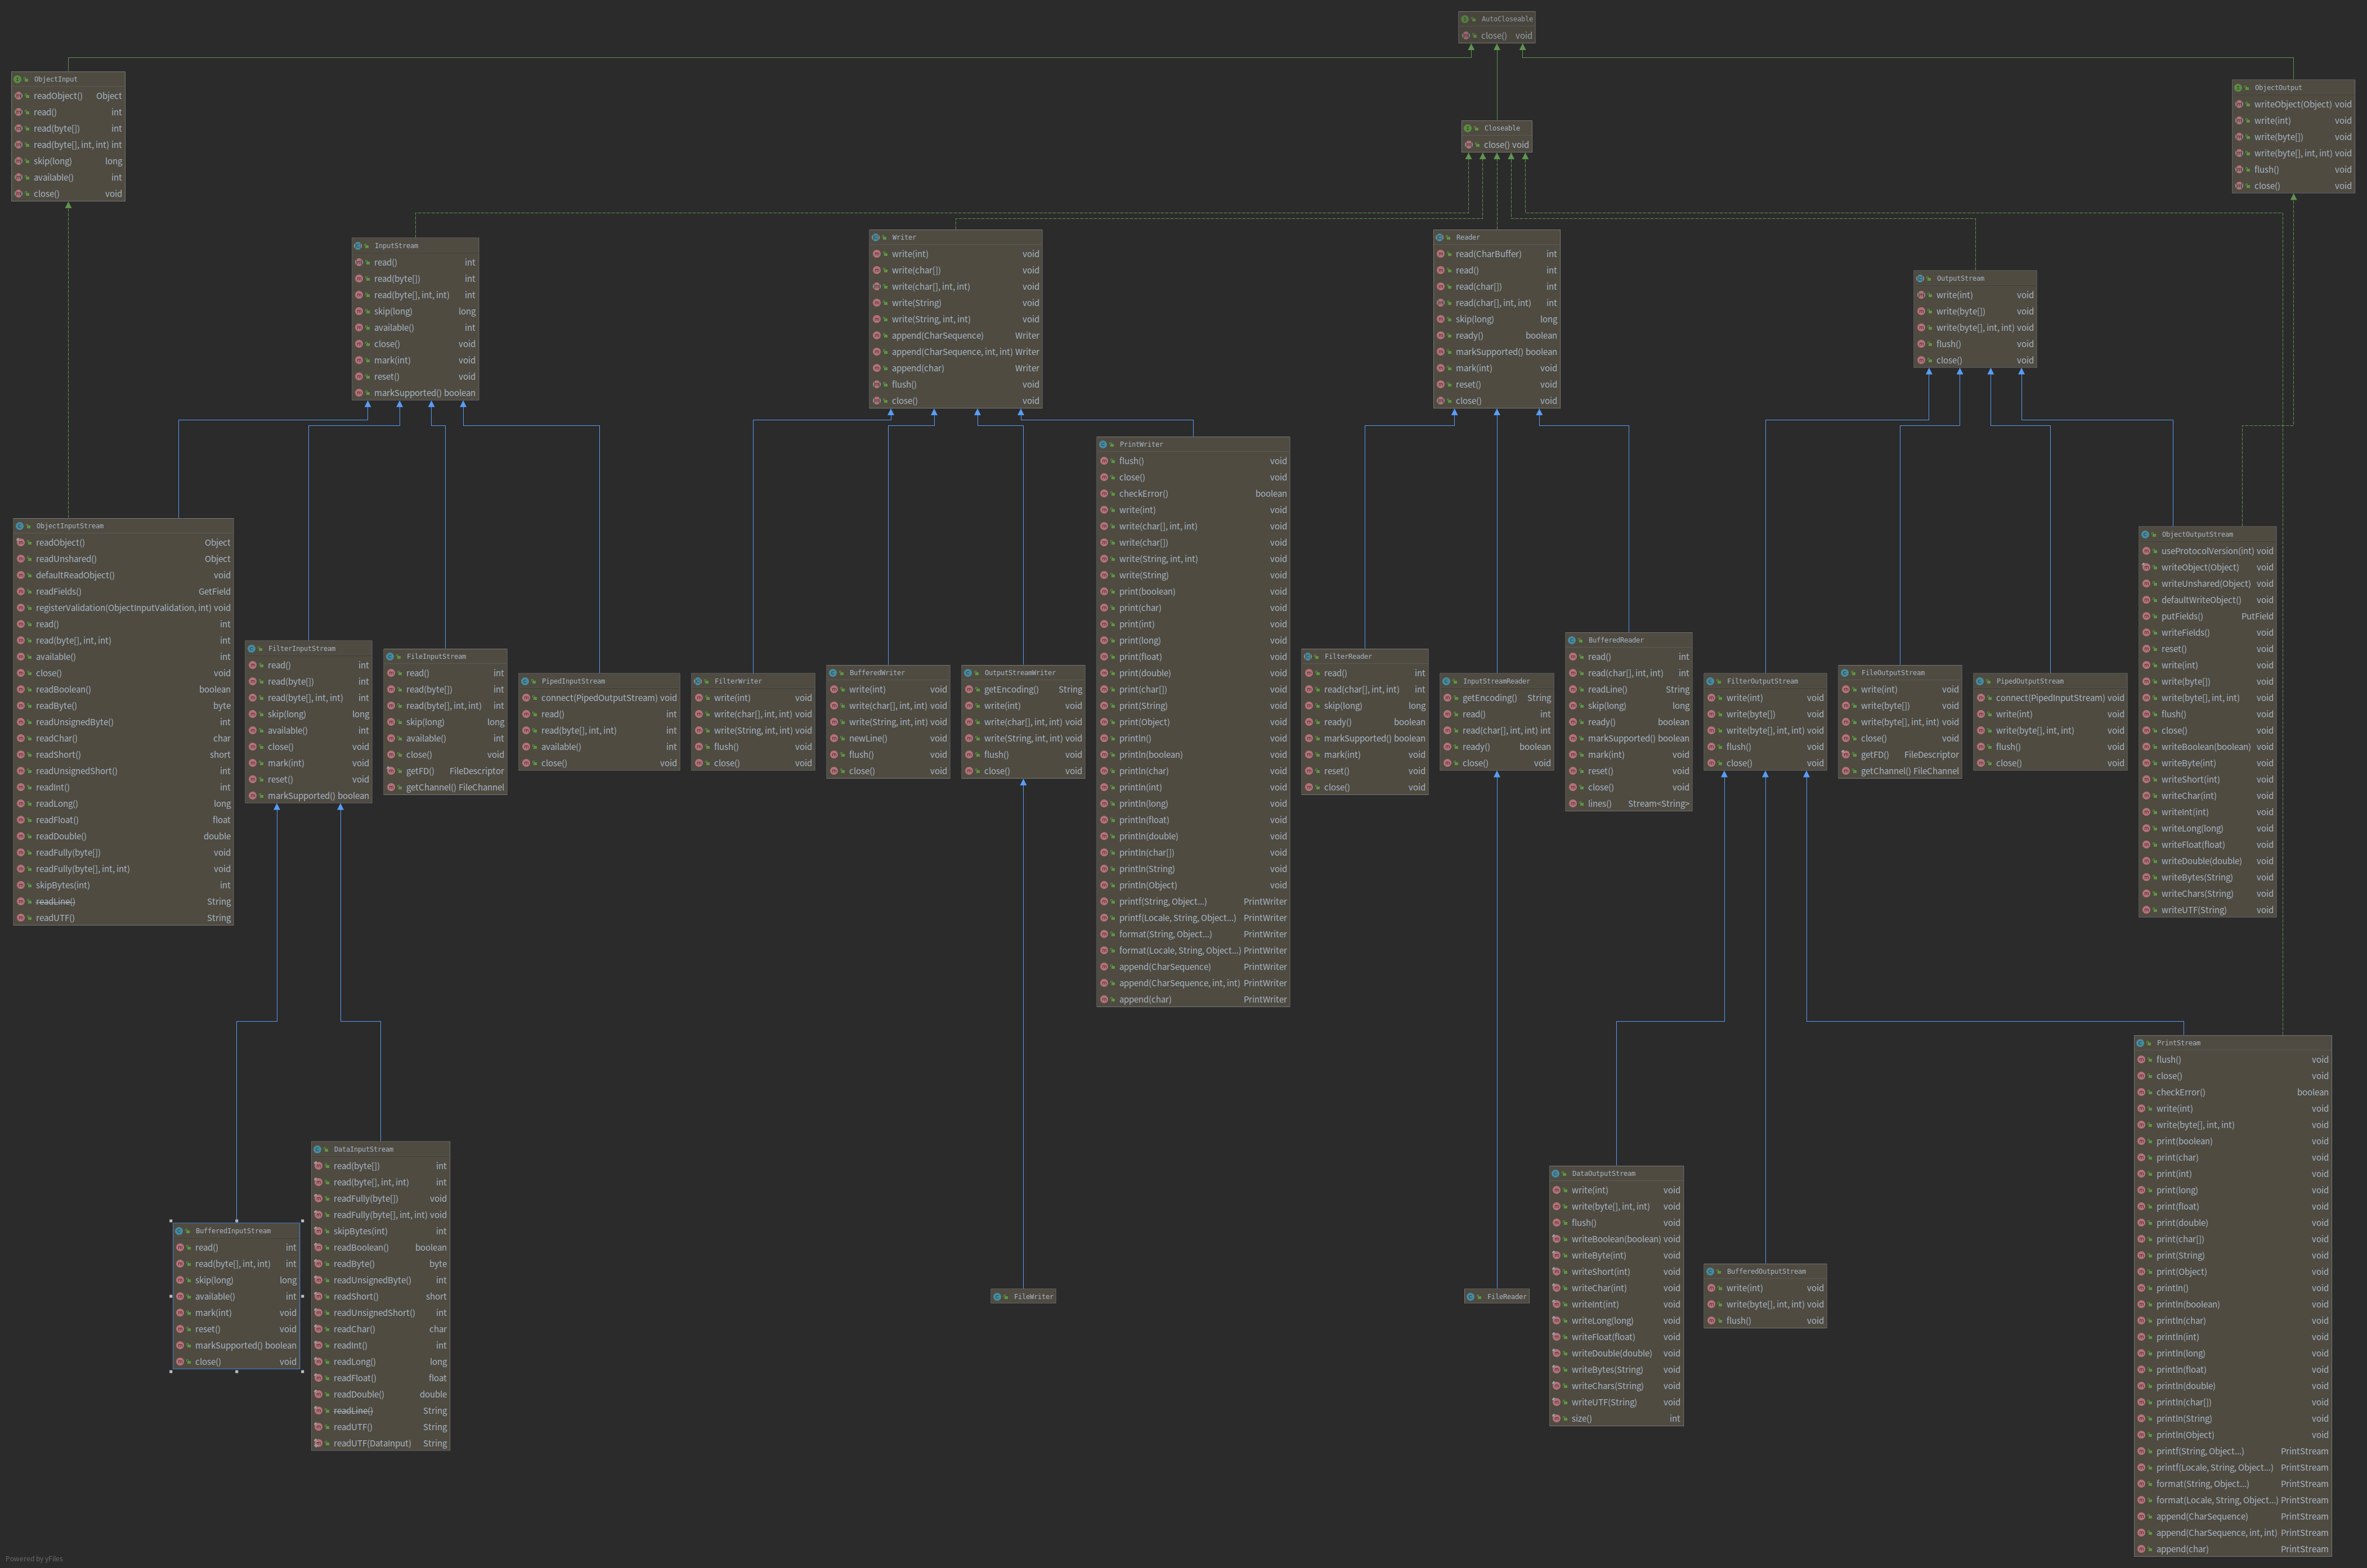 AutoCloseable
close() void
ObjectInput
readObject() Object
read() int
read(byte[]) int
read(byte[], int, int) int
skip(long) long
available() int
close() void
ObjectOutput
writeObject(Object) void
write(int) void
write(byte[]) void
write(byte[], int, int) void
flush() void
close() void
Closeable
close() void
InputStream
read() int
read(byte[]) int
read(byte[], int, int) int
skip(long) long
available() int
close() void
mark(int) void
reset() void
markSupported() boolean
Writer
write(int) void
write(char[]) void
write(char[], int, int) void
write(String) void
write(String, int, int) void
append(CharSequence) Writer
append(CharSequence, int, int) Writer
append(char) Writer
flush() void
close() void
Reader
read(CharBuffer) int
read() int
read(char[]) int
read(char[], int, int) int
skip(long) long
ready() boolean
markSupported() boolean
mark(int) void
reset() void
close() void
OutputStream
write(int) void
write(byte[]) void
write(byte[], int, int) void
flush() void
close() void
ObjectInputStream
readObject() Object
readUnshared() Object
defaultReadObject() void
readFields() GetField
registerValidation(ObjectInputValidation, int) void
read() int
read(byte[], int, int) int
available() int
close() void
readBoolean() boolean
readByte() byte
readUnsignedByte() int
readChar() char
readShort() short
readUnsignedShort() int
readInt() int
readLong() long
readFloat() float
readDouble() double
readFully(byte[]) void
readFully(byte[], int, int) void
skipBytes(int) int
readLine() String
readUTF() String
FilterInputStream
read() int
read(byte[]) int
read(byte[], int, int) int
skip(long) long
available() int
close() void
mark(int) void
reset() void
markSupported() boolean
FileInputStream
read() int
read(byte[]) int
read(byte[], int, int) int
skip(long) long
available() int
close() void
getFD() FileDescriptor
getChannel() FileChannel
PipedInputStream
connect(PipedOutputStream) void
read() int
read(byte[], int, int) int
available() int
close() void
FilterWriter
write(int) void
write(char[], int, int) void
write(String, int, int) void
flush() void
close() void
BufferedWriter
write(int) void
write(char[], int, int) void
write(String, int, int) void
newLine() void
flush() void
close() void
OutputStreamWriter
getEncoding() String
write(int) void
write(char[], int, int) void
write(String, int, int) void
flush() void
close() void
PrintWriter
flush() void
close() void
checkError() boolean
write(int) void
write(char[], int, int) void
write(char[]) void
write(String, int, int) void
write(String) void
print(boolean) void
print(char) void
print(int) void
print(long) void
print(float) void
print(double) void
print(char[]) void
print(String) void
print(Object) void
println() void
println(boolean) void
println(char) void
println(int) void
println(long) void
println(float) void
println(double) void
println(char[]) void
println(String) void
println(Object) void
printf(String, Object...) PrintWriter
printf(Locale, String, Object...) PrintWriter
format(String, Object...) PrintWriter
format(Locale, String, Object...) PrintWriter
append(CharSequence) PrintWriter
append(CharSequence, int, int) PrintWriter
append(char) PrintWriter
FilterReader
read() int
read(char[], int, int) int
skip(long) long
ready() boolean
markSupported() boolean
mark(int) void
reset() void
close() void
InputStreamReader
getEncoding() String
read() int
read(char[], int, int) int
ready() boolean
close() void
BufferedReader
read() int
read(char[], int, int) int
readLine() String
skip(long) long
ready() boolean
markSupported() boolean
mark(int) void
reset() void
close() void
lines() Stream<String>
FilterOutputStream
write(int) void
write(byte[]) void
write(byte[], int, int) void
flush() void
close() void
FileOutputStream
write(int) void
write(byte[]) void
write(byte[], int, int) void
close() void
getFD() FileDescriptor
getChannel() FileChannel
PipedOutputStream
connect(PipedInputStream) void
write(int) void
write(byte[], int, int) void
flush() void
close() void
ObjectOutputStream
useProtocolVersion(int) void
writeObject(Object) void
writeUnshared(Object) void
defaultWriteObject() void
putFields() PutField
writeFields() void
reset() void
write(int) void
write(byte[]) void
write(byte[], int, int) void
flush() void
close() void
writeBoolean(boolean) void
writeByte(int) void
writeShort(int) void
writeChar(int) void
writeInt(int) void
writeLong(long) void
writeFloat(float) void
writeDouble(double) void
writeBytes(String) void
writeChars(String) void
writeUTF(String) void
BufferedInputStream
read() int
read(byte[], int, int) int
skip(long) long
available() int
mark(int) void
reset() void
markSupported() boolean
close() void
DataInputStream
read(byte[]) int
read(byte[], int, int) int
readFully(byte[]) void
readFully(byte[], int, int) void
skipBytes(int) int
readBoolean() boolean
readByte() byte
readUnsignedByte() int
readShort() short
readUnsignedShort() int
readChar() char
readInt() int
readLong() long
readFloat() float
readDouble() double
readLine() String
readUTF() String
readUTF(DataInput) String
FileWriter
FileReader
DataOutputStream
write(int) void
write(byte[], int, int) void
flush() void
writeBoolean(boolean) void
writeByte(int) void
writeShort(int) void
writeChar(int) void
writeInt(int) void
writeLong(long) void
writeFloat(float) void
writeDouble(double) void
writeBytes(String) void
writeChars(String) void
writeUTF(String) void
size() int
BufferedOutputStream
write(int) void
write(byte[], int, int) void
flush() void
PrintStream
flush() void
close() void
checkError() boolean
write(int) void
write(byte[], int, int) void
print(boolean) void
print(char) void
print(int) void
print(long) void
print(float) void
print(double) void
print(char[]) void
print(String) void
print(Object) void
println() void
println(boolean) void
println(char) void
println(int) void
println(long) void
println(float) void
println(double) void
println(char[]) void
println(String) void
println(Object) void
printf(String, Object...) PrintStream
printf(Locale, String, Object...) PrintStream
format(String, Object...) PrintStream
format(Locale, String, Object...) PrintStream
append(CharSequence) PrintStream
append(CharSequence, int, int) PrintStream
append(char) PrintStream
Powered by yFiles